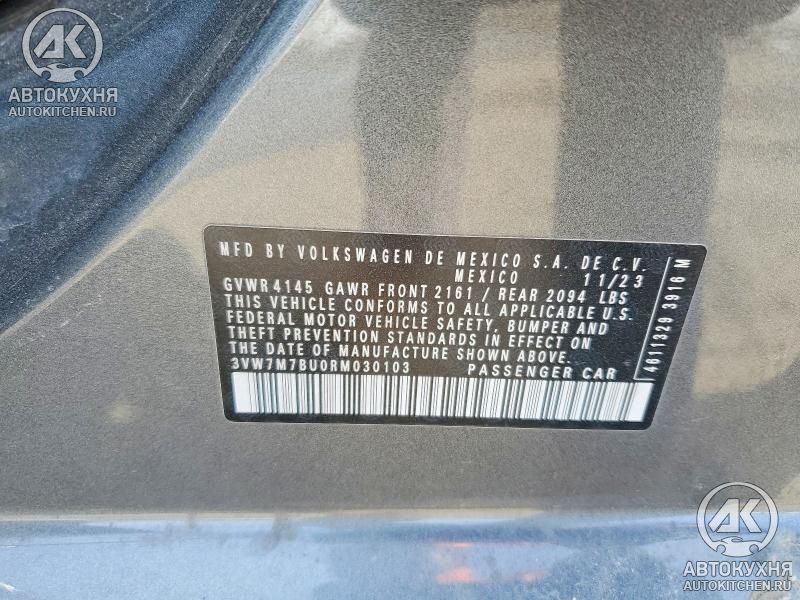 AK
АВТОКУХНЯ
AUTOKITCHEN.RU
MFD BY VOLKSWAGEN DE MEXICO S.A. DE C.V.
MEXICO 11/23
GVWR 4145 GAWR FRONT 2161 / REAR 2094 LBS
THIS VEHICLE CONFORMS TO ALL APPLICABLE U.S.
FEDERAL MOTOR VEHICLE SAFETY, BUMPER AND
THEFT PREVENTION STANDARDS IN EFFECT ON
THE DATE OF MANUFACTURE SHOWN ABOVE.
3VW7M7BU0RM030103 PASSENGER CAR
4611329 3916 M
AK
АВТОКУХНЯ
AUTOKITCHEN.RU